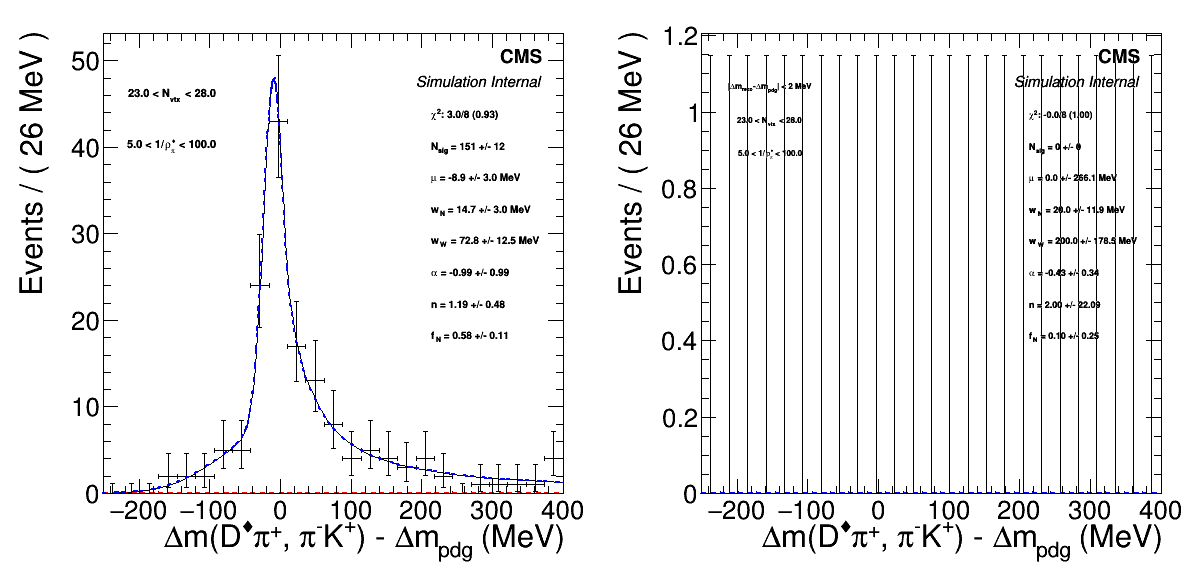 CMS
Simulation Internal
23.0 < N_vtx < 28.0
5.0 < 1/ρ_π^♦ < 100.0
χ²: 3.0/8 (0.93)
N_sig = 151 +/- 12
μ = -8.9 +/- 3.0 MeV
w_N = 14.7 +/- 3.0 MeV
w_W = 72.8 +/- 12.5 MeV
α = -0.99 +/- 0.99
n = 1.19 +/- 0.48
f_N = 0.58 +/- 0.11
Events / ( 26 MeV )
50
40
30
20
10
0
−200 −100 0 100 200 300 400
Δm(D♦π⁺, π⁻K⁺) - Δm_pdg (MeV)
CMS
Simulation Internal
|Δm_reco-Δm_pdg| < 2 MeV
23.0 < N_vtx < 28.0
5.0 < 1/ρ_π^♦ < 100.0
χ²: -0.0/8 (1.00)
N_sig = 0 +/- 0
μ = 0.0 +/- 256.1 MeV
w_N = 20.0 +/- 11.9 MeV
w_W = 200.0 +/- 178.5 MeV
α = -0.43 +/- 0.34
n = 2.00 +/- 22.09
f_N = 0.10 +/- 0.25
Events / ( 26 MeV )
1.2
1
0.8
0.6
0.4
0.2
0
−200 −100 0 100 200 300 400
Δm(D♦π⁺, π⁻K⁺) - Δm_pdg (MeV)